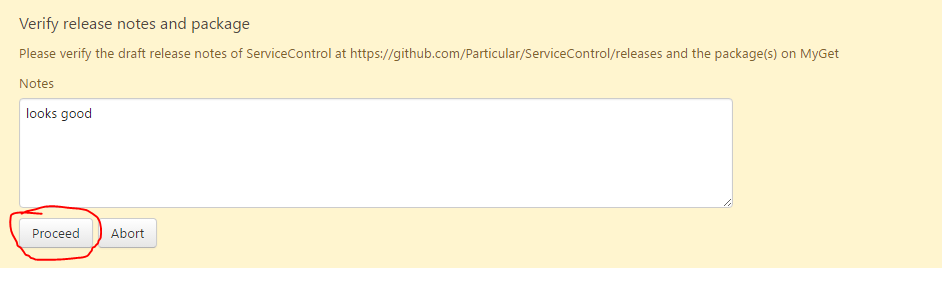 Verify release notes and package
Please verify the draft release notes of ServiceControl at https://github.com/Particular/ServiceControl/releases and the package(s) on MyGet
Notes
looks good
Proceed Abort